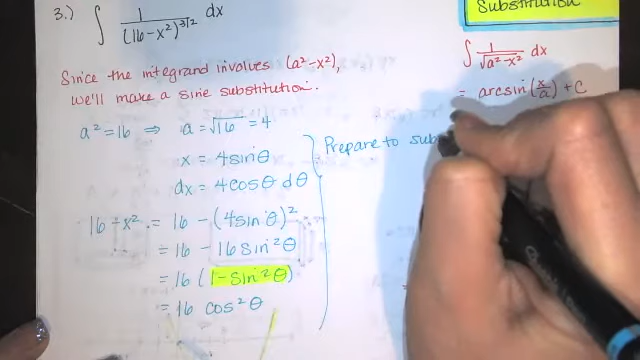 3.) ∫ 1/(16-x²)^3/2 dx
Since the integrand involves (a²-x²),
we'll make a sine substitution.
a² = 16 ⇒ a = √16 = 4
x = 4sinθ
dx = 4cosθ dθ
16 - x² = 16 - (4sinθ)²
= 16 - 16sin²θ
= 16 (1-sin²θ)
= 16 cos²θ
Prepare to sub
Substitution
∫ 1/√a²-x² dx
= arcsin(x/a) + C